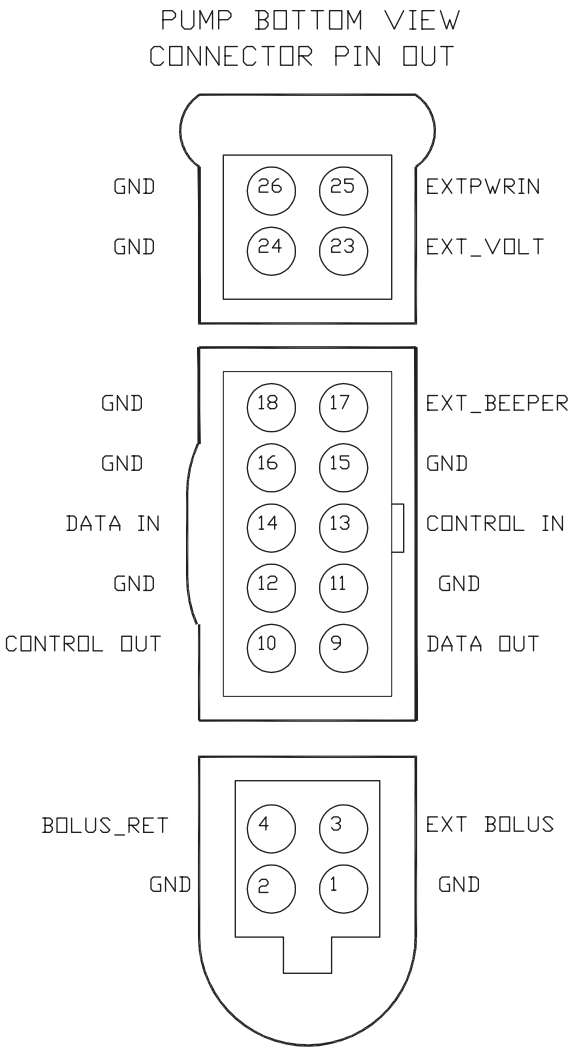 PUMP BOTTOM VIEW
CONNECTOR PIN OUT
GND 26 25 EXTPWRIN
GND 24 23 EXT_VOLT
GND 18 17 EXT_BEEPER
GND 16 15 GND
DATA IN 14 13 CONTROL IN
GND 12 11 GND
CONTROL OUT 10 9 DATA OUT
BOLUS_RET 4 3 EXT BOLUS
GND 2 1 GND